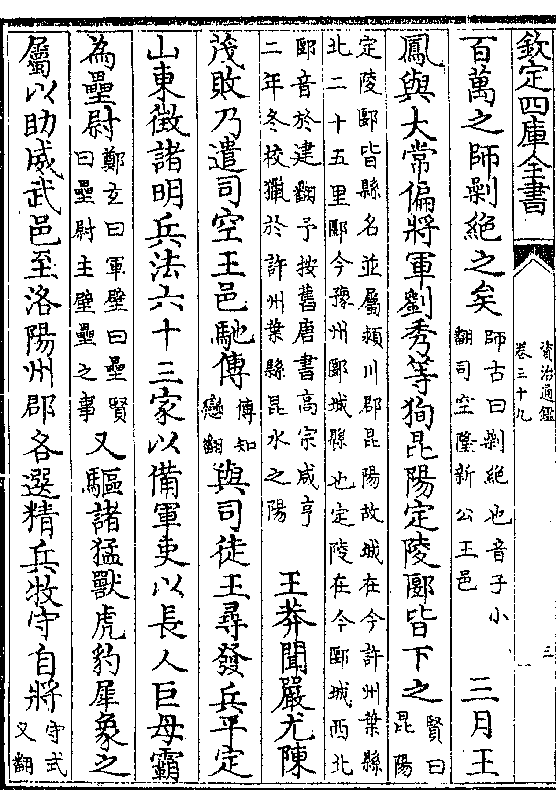 欽定四庫全書
資治通鑑
卷三十九
三
百萬之師剿絶之矣
師古曰剿絶也音子小
翻司空隆新公王邑
三月王
鳳與大常偏將軍劉秀等狥昆陽定陵郾皆下之
賢曰
昆陽
定陵郾皆縣名並屬頴川郡昆陽故城在今許州葉縣
北二十五里郾今豫州郾城縣也定陵在今郾城西北
郾音於建翻予按舊唐書高宗咸亨
二年冬校獵於許州葉縣昆水之陽
王莽聞嚴尤陳
茂敗乃遣司空王邑馳傳
傳知
戀翻
與司徒王尋發兵平定
山東徵諸明兵法六十三家以備軍吏以長人巨母霸
為壘尉
鄭玄曰軍壁曰壘賢
曰壘尉主壁壘之事
又驅諸猛獸虎豹犀象之
屬以助威武邑至洛陽州郡各選精兵牧守自將
守式
又翻